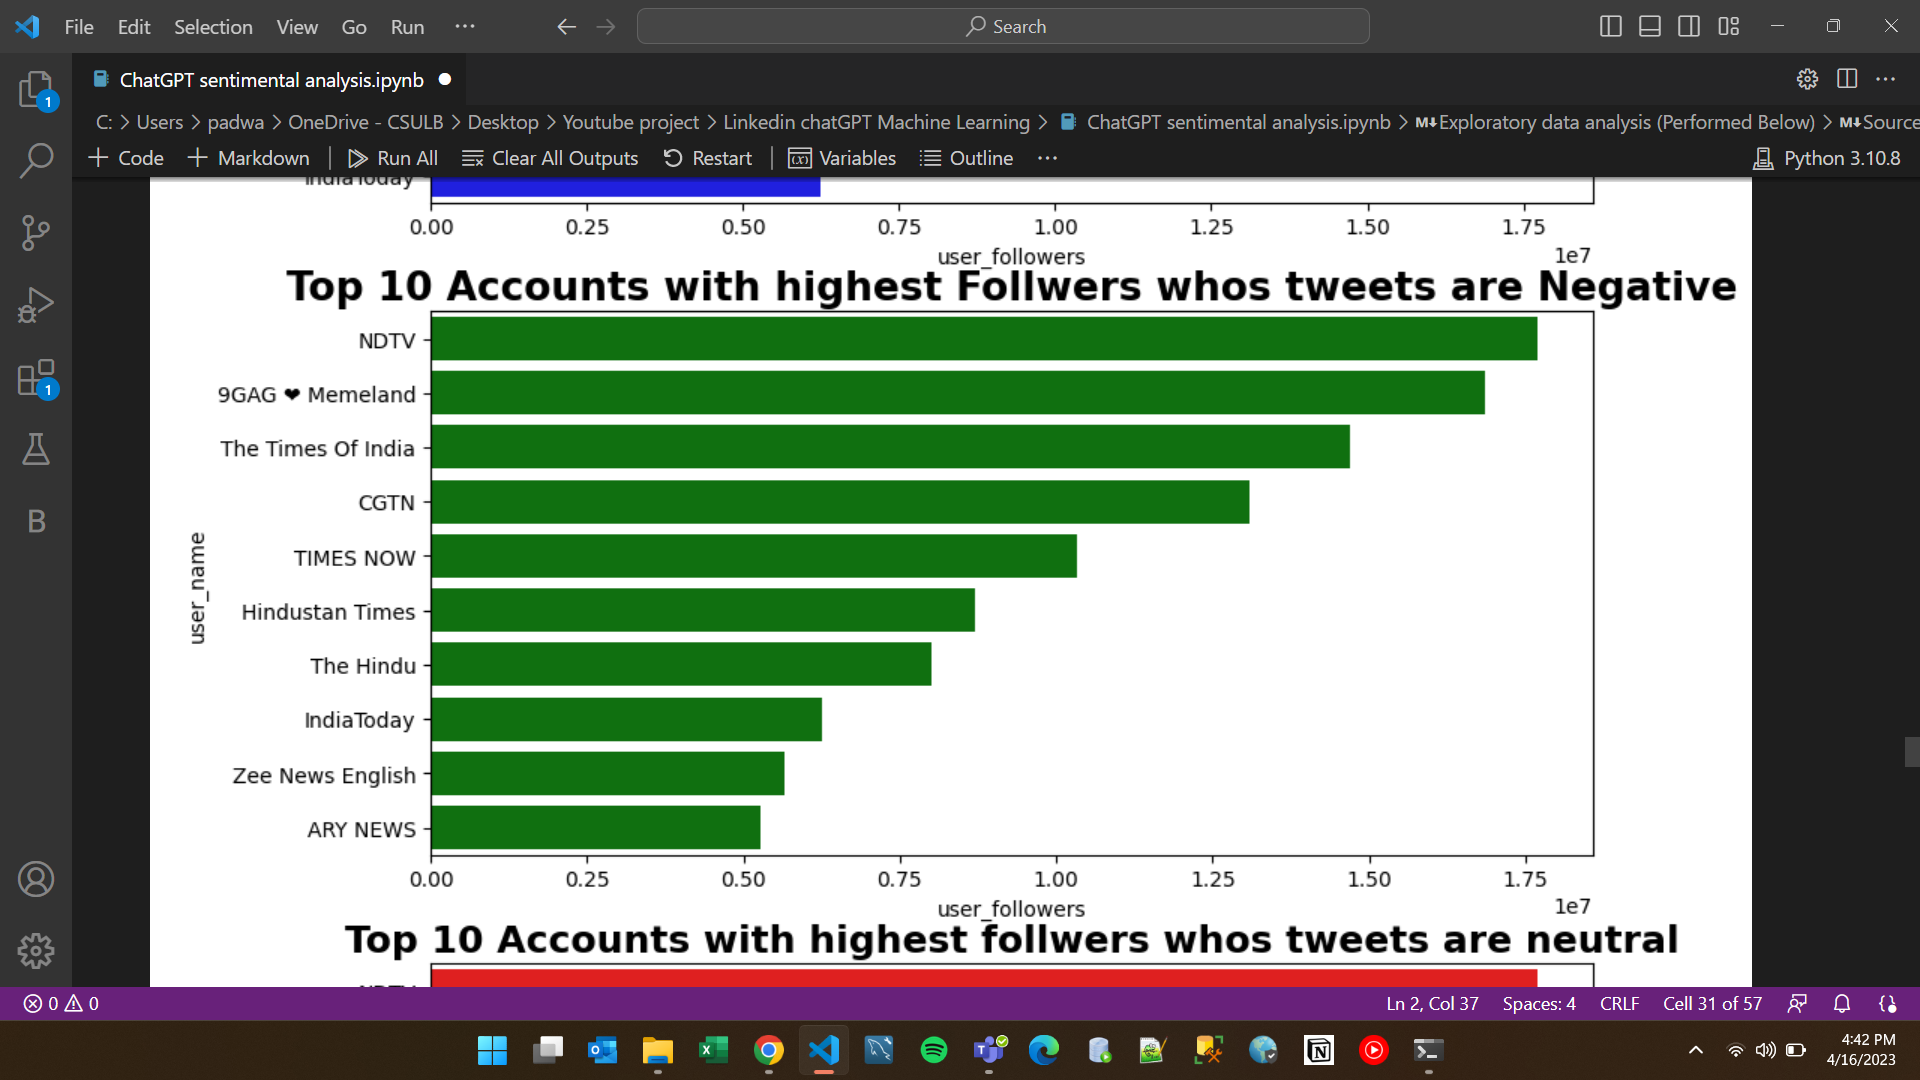 File Edit Selection View Go Run ··· Search
ChatGPT sentimental analysis.ipynb
C: > Users > padwa > OneDrive - CSULB > Desktop > Youtube project > Linkedin chatGPT Machine Learning > ChatGPT sentimental analysis.ipynb > M↓Exploratory data analysis (Performed Below) > M↓Source
+ Code + Markdown | Run All Clear All Outputs Restart | Variables Outline ··· Python 3.10.8
IndiaToday
0.00 0.25 0.50 0.75 1.00 1.25 1.50 1.75
user_followers 1e7
Top 10 Accounts with highest Follwers whos tweets are Negative
NDTV
9GAG ❤ Memeland
The Times Of India
CGTN
TIMES NOW
user_name
Hindustan Times
The Hindu
IndiaToday
Zee News English
ARY NEWS
0.00 0.25 0.50 0.75 1.00 1.25 1.50 1.75
user_followers 1e7
Top 10 Accounts with highest follwers whos tweets are neutral
NDTV
1
1
B
0 0 Ln 2, Col 37 Spaces: 4 CRLF Cell 31 of 57
4:42 PM
4/16/2023